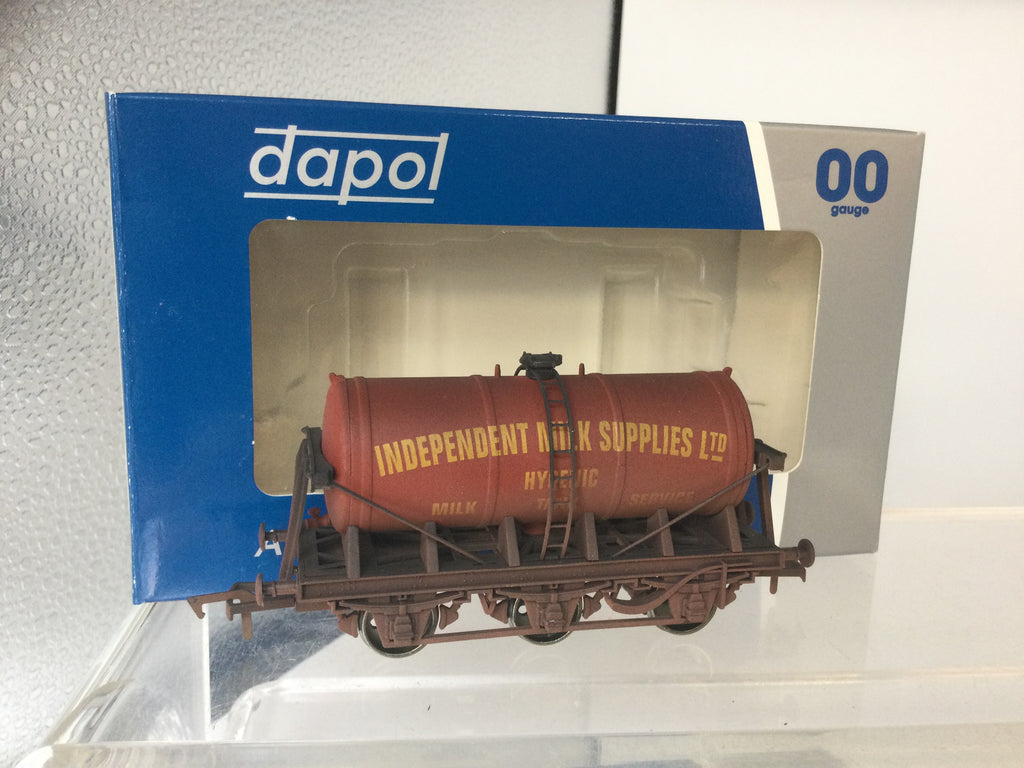 dapol
00
gauge
INDEPENDENT MILK SUPPLIES LTD
HYGENIC
MILK SERVICE